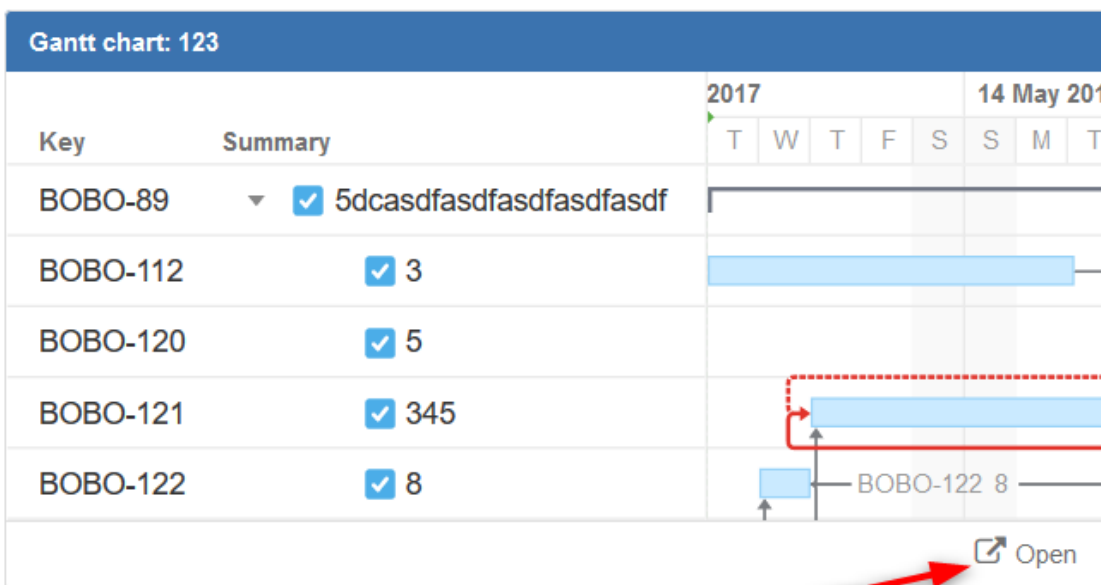 Gantt chart: 123
2017 14 May 201
Key Summary T W T F S S M T
BOBO-89 5dcasdfasdfasdfasdfasdf
BOBO-112 3
BOBO-120 5
BOBO-121 345
BOBO-122 8 BOBO-122 8
Open